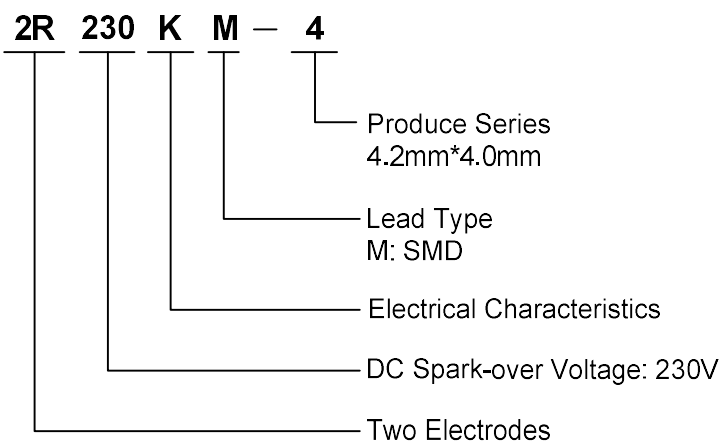 2R 230 K M – 4
Produce Series
4.2mm*4.0mm
Lead Type
M: SMD
Electrical Characteristics
DC Spark-over Voltage: 230V
Two Electrodes